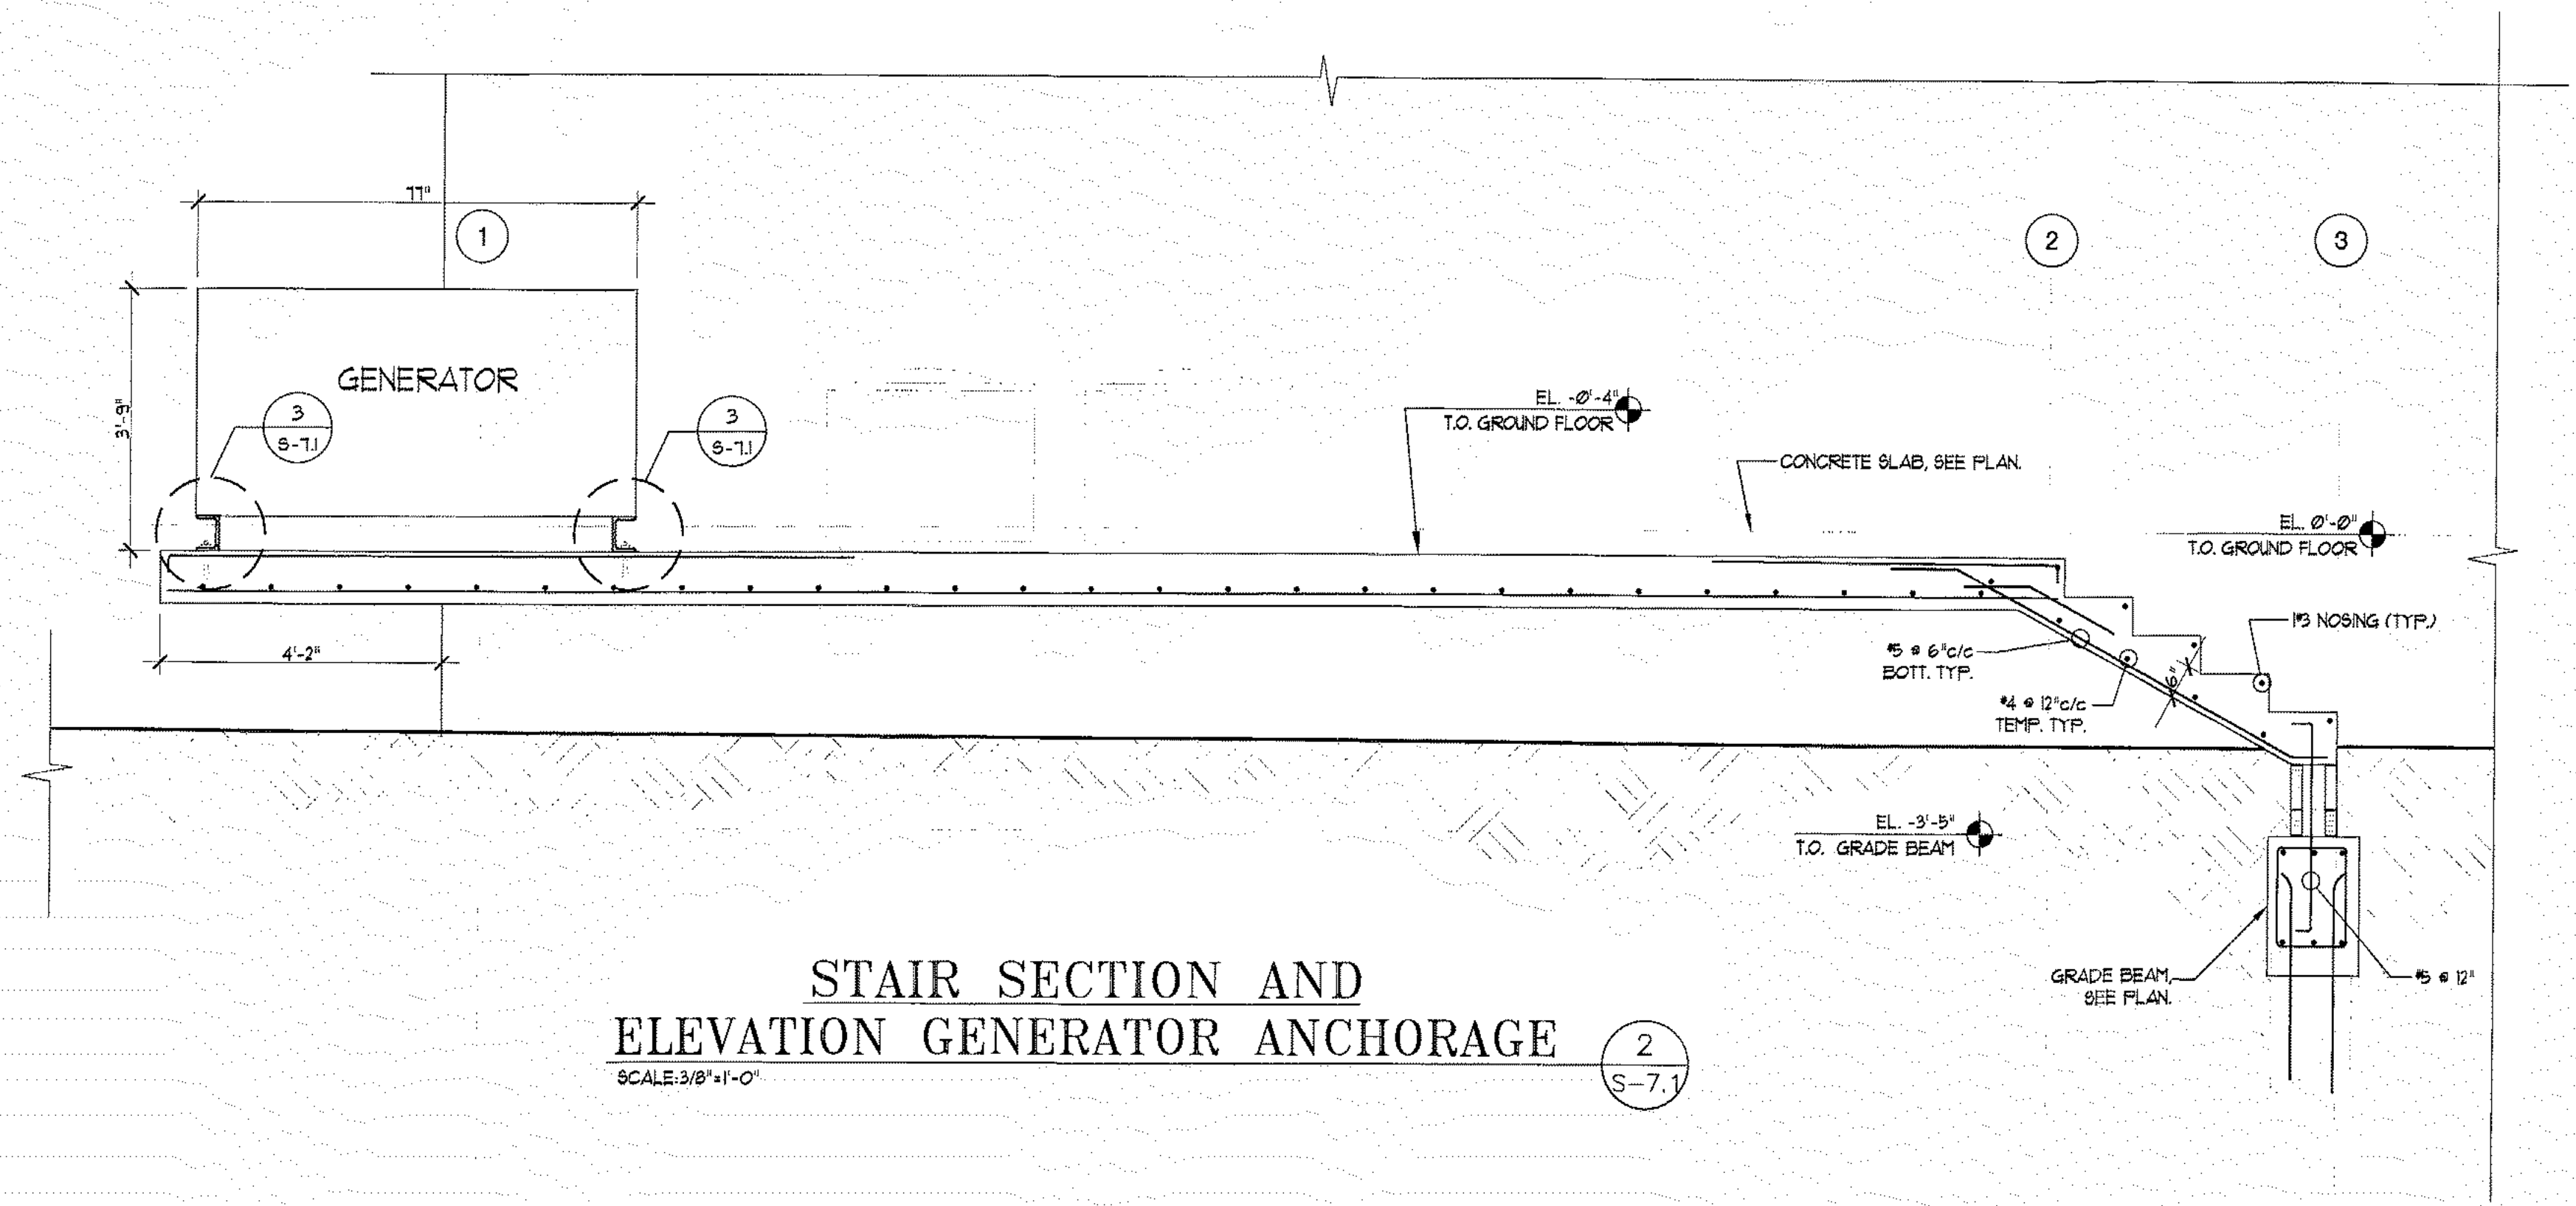 77"
1
2
3
3'-9"
GENERATOR
3
S-7.1
3
S-7.1
EL. -0'-4"
T.O. GROUND FLOOR
CONCRETE SLAB, SEE PLAN.
EL. 0'-0"
T.O. GROUND FLOOR
4'-2"
#5 @ 6"c/c
BOTT. TYP.
#4 @ 12"c/c
TEMP. TYP.
6"
1#3 NOSING (TYP.)
EL. -3'-5"
T.O. GRADE BEAM
GRADE BEAM,
SEE PLAN.
#5 @ 12"
STAIR SECTION AND
ELEVATION GENERATOR ANCHORAGE
SCALE:3/8"=1'-0"
2
S-7.1